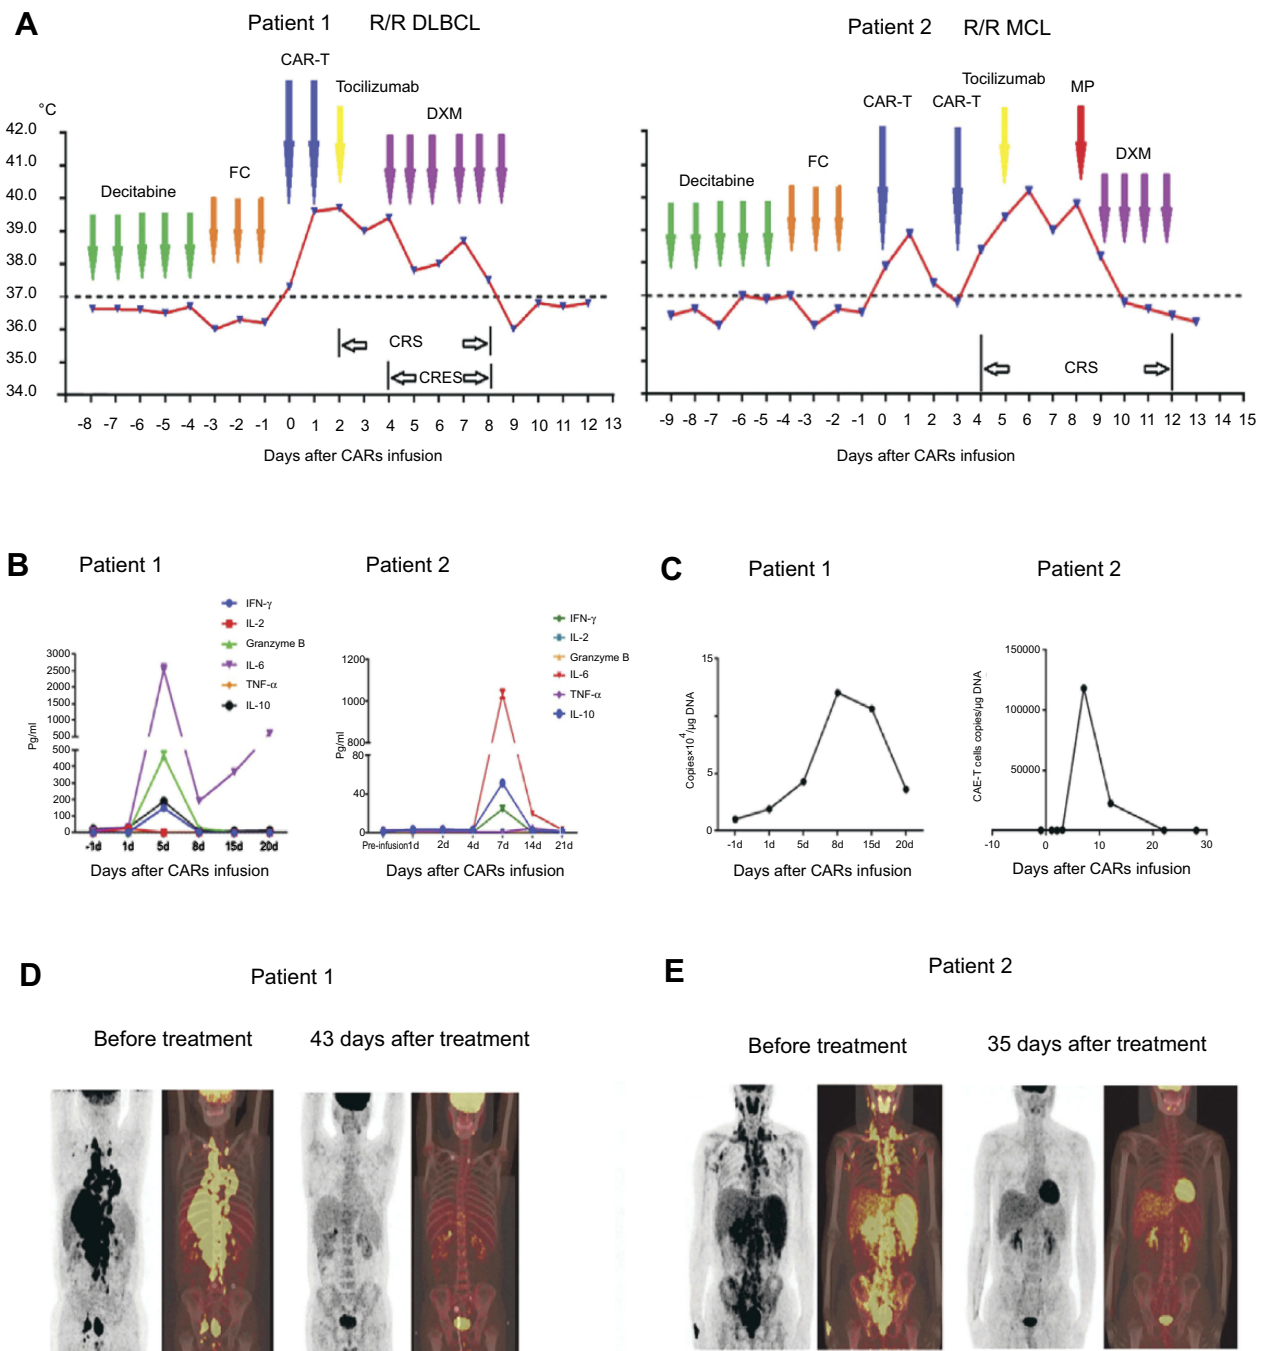 A
Patient 1 R/R DLBCL
CAR-T
Tocilizumab
DXM
FC
Decitabine
°C
42.0
41.0
40.0
39.0
38.0
37.0
36.0
35.0
34.0
CRS
CRES
-8 -7 -6 -5 -4 -3 -2 -1 0 1 2 3 4 5 6 7 8 9 10 11 12 13
Days after CARs infusion
Patient 2 R/R MCL
Tocilizumab
MP
CAR-T CAR-T
DXM
FC
Decitabine
CRS
-9 -8 -7 -6 -5 -4 -3 -2 -1 0 1 2 3 4 5 6 7 8 9 10 11 12 13 14 15
Days after CARs infusion
B
Patient 1
IFN-γ
IL-2
Granzyme B
IL-6
TNF-α
IL-10
Pg/ml
3000
2500
2000
1500
1000
500
500
400
300
200
100
0
-1d 1d 5d 8d 15d 20d
Days after CARs infusion
Patient 2
IFN-γ
IL-2
Granzyme B
IL-6
TNF-α
IL-10
Pg/ml
1200
1000
800
80
40
0
Pre-infusion 1d 2d 4d 7d 14d 21d
Days after CARs infusion
C
Patient 1
Copies×10⁴/µg DNA
15
5
0
-1d 1d 5d 8d 15d 20d
Days after CARs infusion
Patient 2
CAE-T cells copies/µg DNA
150000
100000
50000
0
-10 0 10 20 30
Days after CARs infusion
D
Patient 1
Before treatment 43 days after treatment
E
Patient 2
Before treatment 35 days after treatment